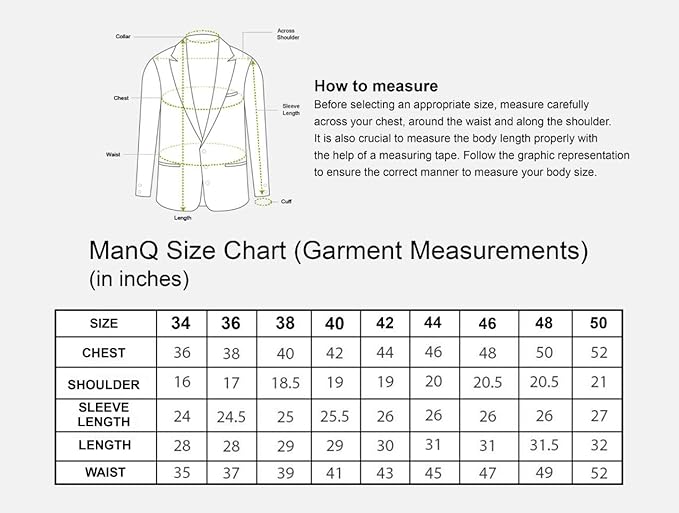 Across
Shoulder
Collar
Chest
Sleeve
Length
Waist
Cuff
Length
How to measure
Before selecting an appropriate size, measure carefully
across your chest, around the waist and along the shoulder.
It is also crucial to measure the body length properly with
the help of a measuring tape. Follow the graphic representation
to ensure the correct manner to measure your body size.
ManQ Size Chart (Garment Measurements)
(in inches)
SIZE 34 36 38 40 42 44 46 48 50
CHEST 36 38 40 42 44 46 48 50 52
SHOULDER 16 17 18.5 19 19 20 20.5 20.5 21
SLEEVE
LENGTH 24 24.5 25 25.5 26 26 26 26 27
LENGTH 28 28 29 29 30 31 31 31.5 32
WAIST 35 37 39 41 43 45 47 49 52